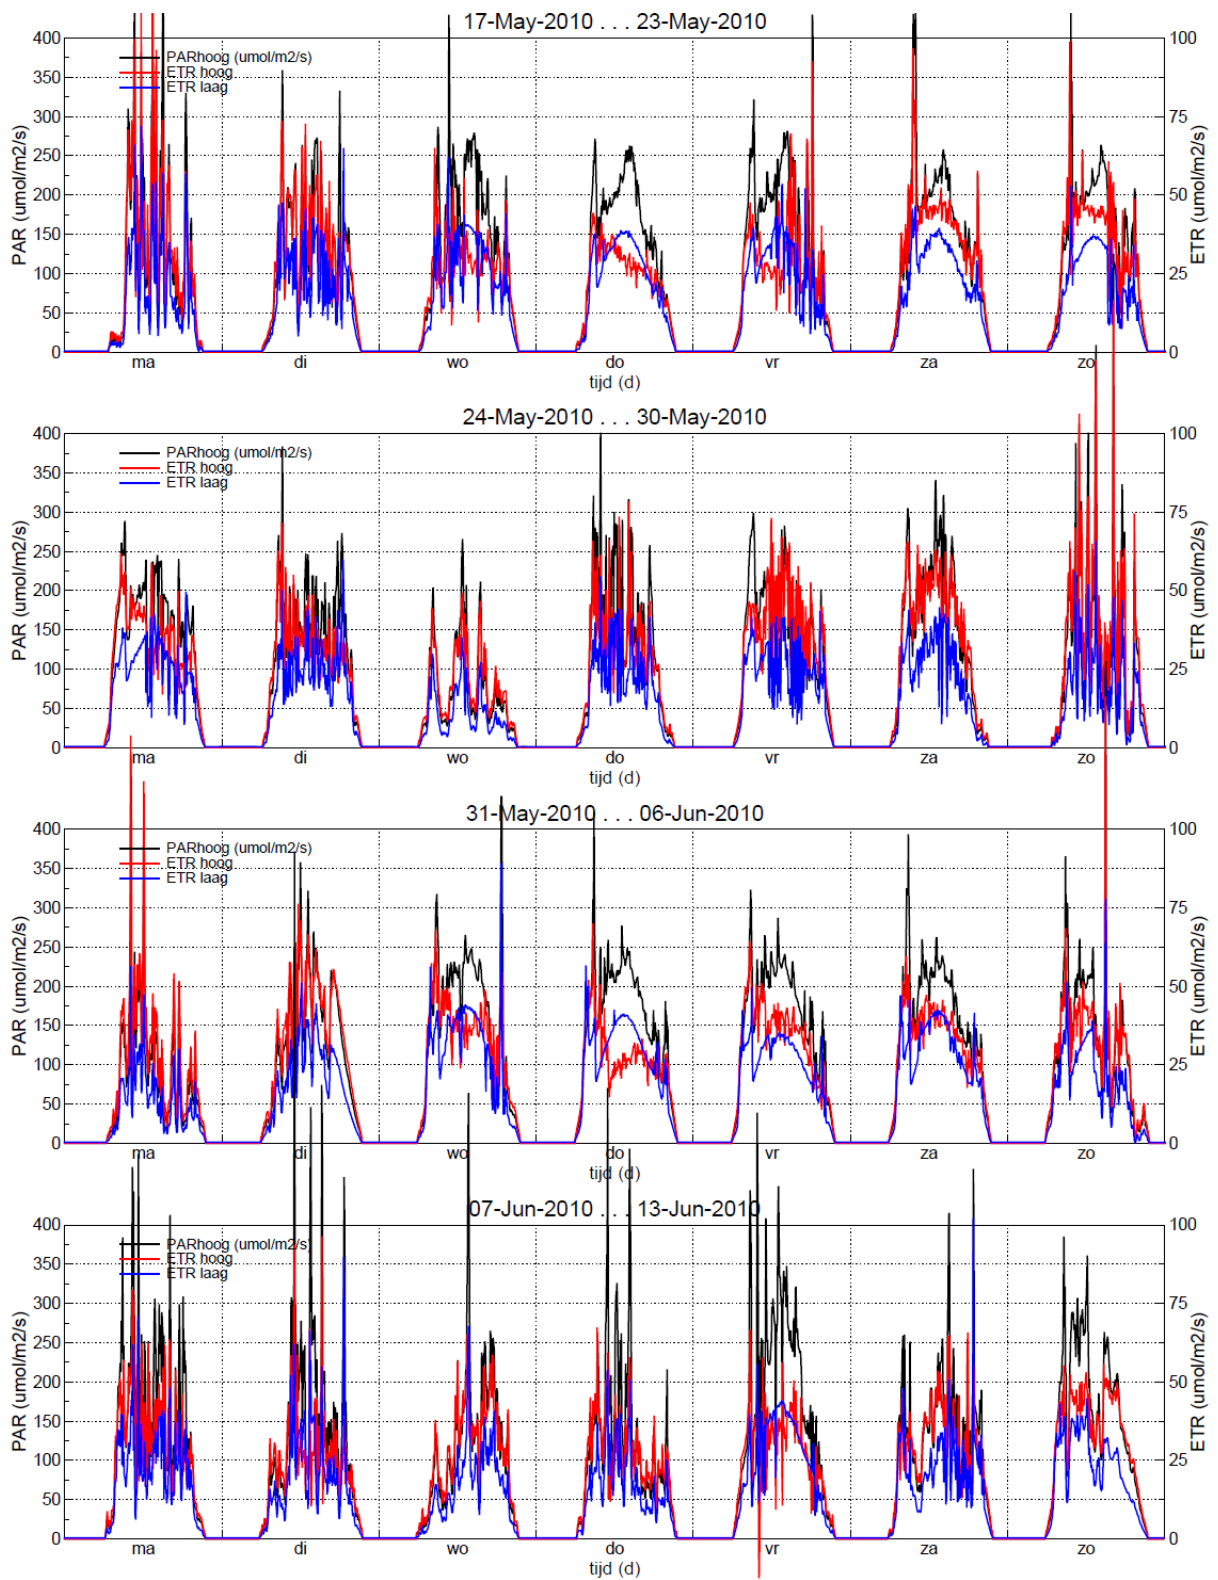 17-May-2010 . . . 23-May-2010
PARhoog (umol/m2/s)
ETR hoog
ETR laag
400
350
300
250
200
150
100
50
0
PAR (umol/m2/s)
100
75
50
25
0
ETR (umol/m2/s)
ma di wo do vr za zo
tijd (d)
24-May-2010 . . . 30-May-2010
PARhoog (umol/m2/s)
ETR hoog
ETR laag
400
350
300
250
200
150
100
50
0
PAR (umol/m2/s)
100
75
50
25
0
ETR (umol/m2/s)
ma di wo do vr za zo
tijd (d)
31-May-2010 . . . 06-Jun-2010
PARhoog (umol/m2/s)
ETR hoog
ETR laag
400
350
300
250
200
150
100
50
0
PAR (umol/m2/s)
100
75
50
25
0
ETR (umol/m2/s)
ma di wo do vr za zo
tijd (d)
07-Jun-2010 . . . 13-Jun-2010
PARhoog (umol/m2/s)
ETR hoog
ETR laag
400
350
300
250
200
150
100
50
0
PAR (umol/m2/s)
100
75
50
25
0
ETR (umol/m2/s)
ma di wo do vr za zo
tijd (d)